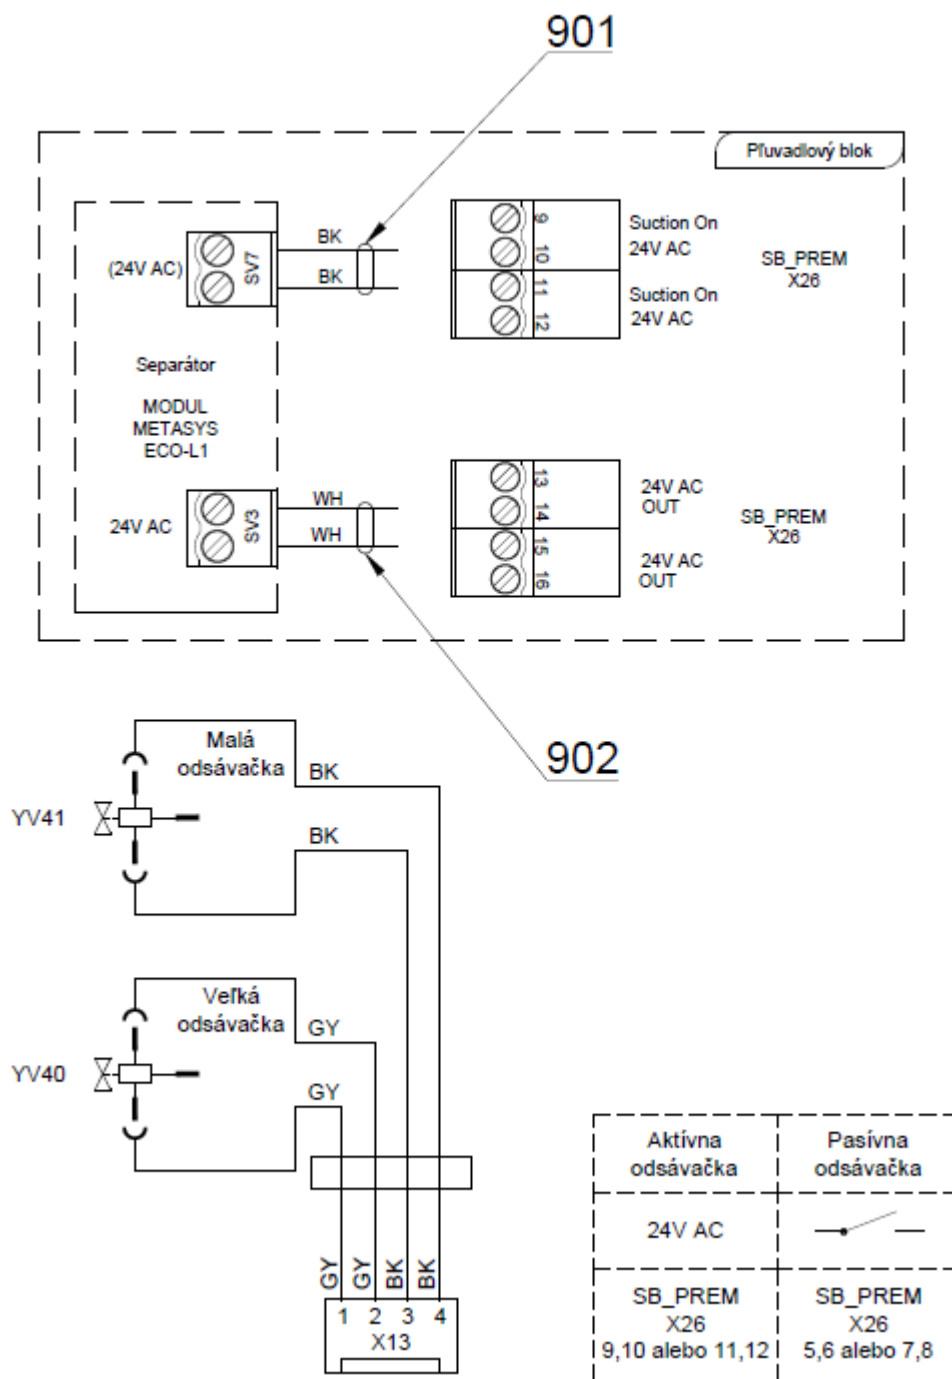 901
Pľuvadlový blok
(24V AC)
SV7
BK
BK
9
10
11
12
Suction On
24V AC
Suction On
24V AC
SB_PREM
X26
Separátor
MODUL
METASYS
ECO-L1
24V AC
SV3
WH
WH
13
14
15
16
24V AC
OUT
24V AC
OUT
SB_PREM
X26
902
Malá
odsávačka
BK
BK
YV41
Veľká
odsávačka
GY
GY
YV40
GY
GY
BK
BK
1 2 3 4
X13
Aktívna
odsávačka
Pasívna
odsávačka
24V AC
SB_PREM
X26
9,10 alebo 11,12
SB_PREM
X26
5,6 alebo 7,8